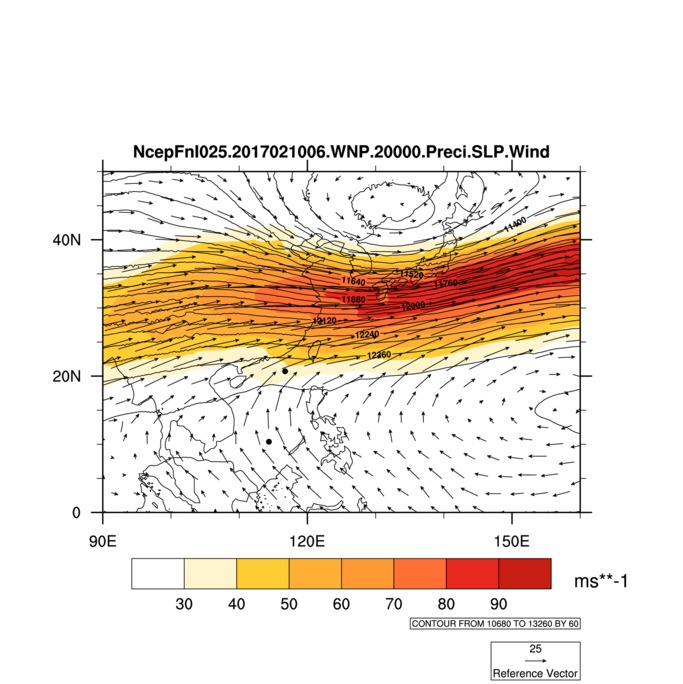 NcepFnl025.2017021006.WNP.20000.Preci.SLP.Wind
11400
40N
11520
11640
11760
11880
12000
12120
12240
12360
20N
0
90E 120E 150E
ms**-1
30 40 50 60 70 80 90
CONTOUR FROM 10680 TO 13260 BY 60
25
Reference Vector